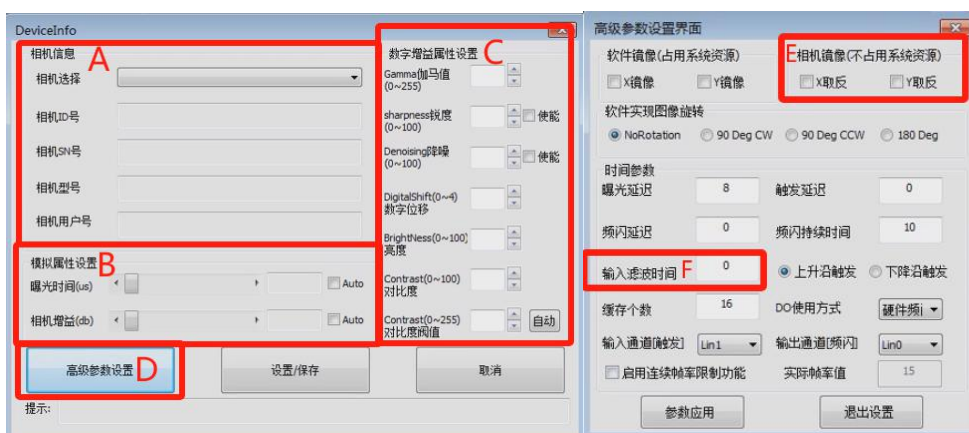 DeviceInfo
相机信息
A
相机选择
相机ID号
相机SN号
相机型号
相机用户号
模拟属性设置
B
曝光时间(us)
Auto
相机增益(db)
Auto
数字增益属性设置
C
Gamma伽马值
(0~255)
sharpness锐度
(0~100)
使能
Denoising降噪
(0~100)
使能
DigitalShift(0~4)
数字位移
BrightNess(0~100)
亮度
Contrast(0~100)
对比度
Contrast(0~255)
对比度阀值
自动
高级参数设置
D
设置/保存
取消
提示:
高级参数设置界面
软件镜像(占用系统资源)
X镜像
Y镜像
E
相机镜像(不占用系统资源)
X取反
Y取反
软件实现图像旋转
NoRotation
90 Deg CW
90 Deg CCW
180 Deg
时间参数
曝光延迟 8
触发延迟 0
频闪延迟 0
频闪持续时间 10
输入滤波时间 F 0
上升沿触发
下降沿触发
缓存个数 16
DO使用方式 硬件频i
输入通道[触发] Lin1
输出通道[频闪] Lin0
启用连续帧率限制功能
实际帧率值 15
参数应用
退出设置